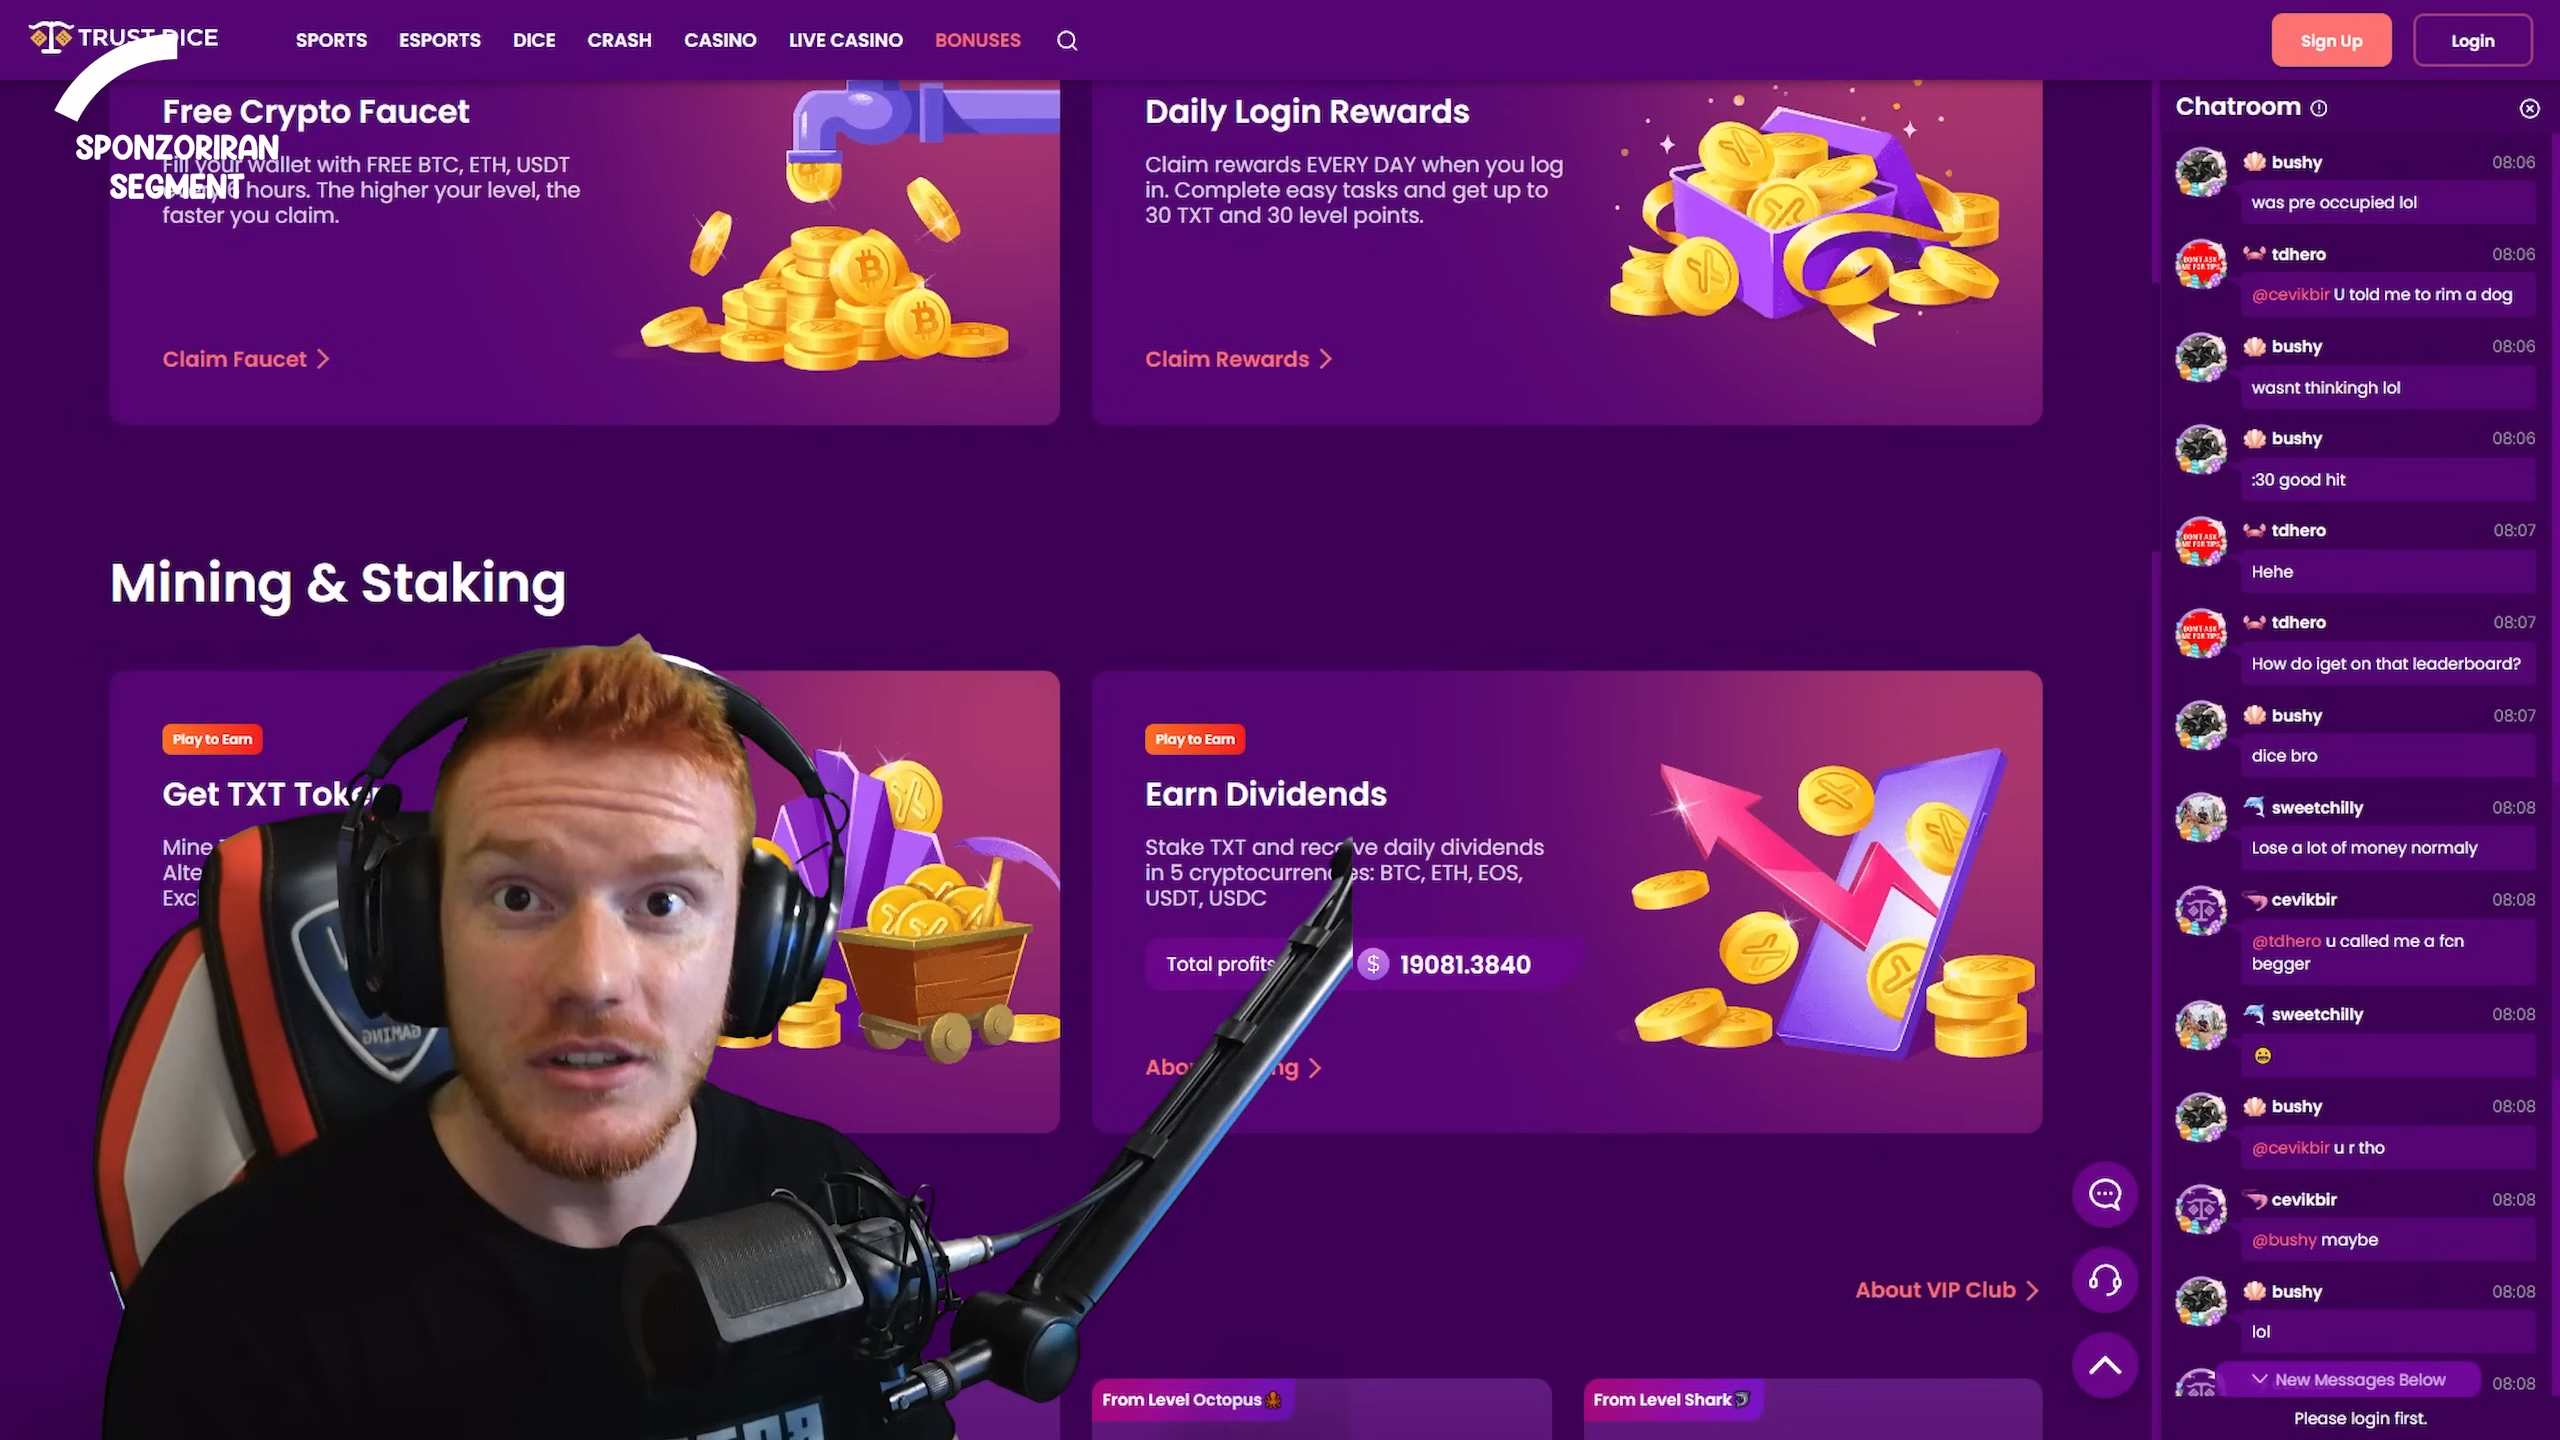 TRUST DICE
SPORTS
ESPORTS
DICE
CRASH
CASINO
LIVE CASINO
BONUSES
Sign Up
Login
SPONZORIRAN
SEGMENT
Free Crypto Faucet
Fill your wallet with FREE BTC, ETH, USDT
hours. The higher your level, the
faster you claim.
Claim Faucet
Daily Login Rewards
Claim rewards EVERY DAY when you log
in. Complete easy tasks and get up to
30 TXT and 30 level points.
Claim Rewards
Mining & Staking
Play to Earn
Get TXT
Mine
Play to Earn
Earn Dividends
Stake TXT and receive daily dividends
in 5 cryptocurrencies: BTC, ETH, EOS,
USDT, USDC
Total profits
$ 19081.3840
GAMING
About VIP Club
From Level Octopus
From Level Shark
Chatroom
bushy 08:06
was pre occupied lol
tdhero 08:06
@cevikbir U told me to rim a dog
bushy 08:06
wasnt thinkingh lol
bushy 08:06
:30 good hit
tdhero 08:07
Hehe
tdhero 08:07
How do iget on that leaderboard?
bushy 08:07
dice bro
sweetchilly 08:08
Lose a lot of money normaly
cevikbir 08:08
@tdhero u called me a fcn
begger
sweetchilly 08:08
bushy 08:08
@cevikbir u r tho
cevikbir 08:08
@bushy maybe
bushy 08:08
lol
New Messages Below
08:08
Please login first.